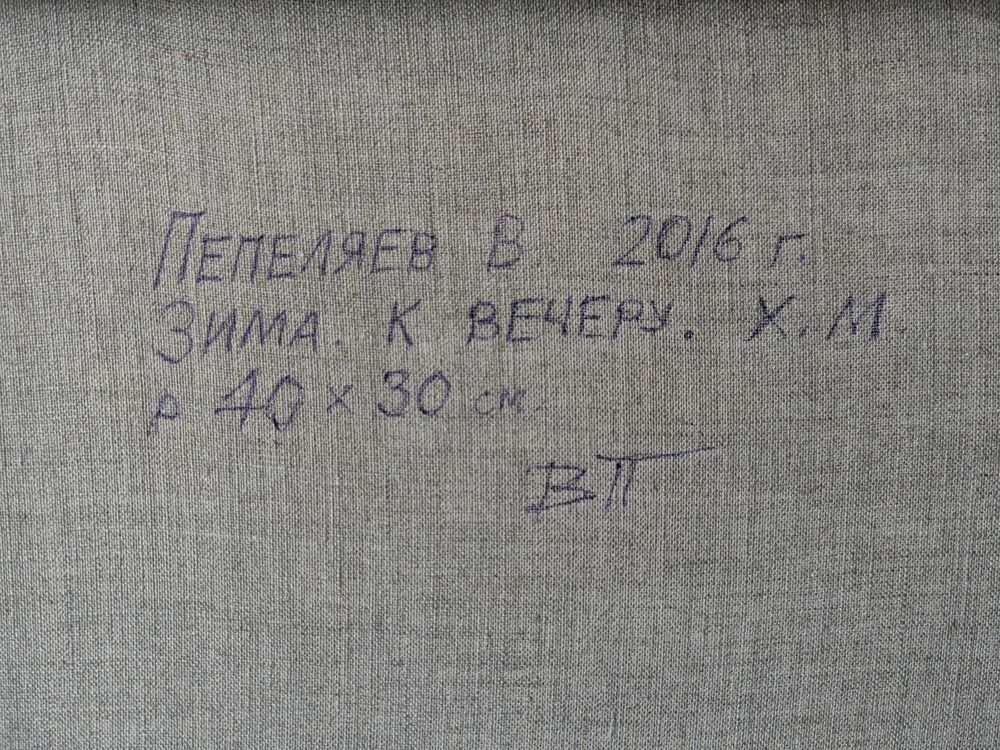 Пепеляев В. 2016 г.
Зима. К вечеру. Х.М.
р 40 х 30 см.
ВП